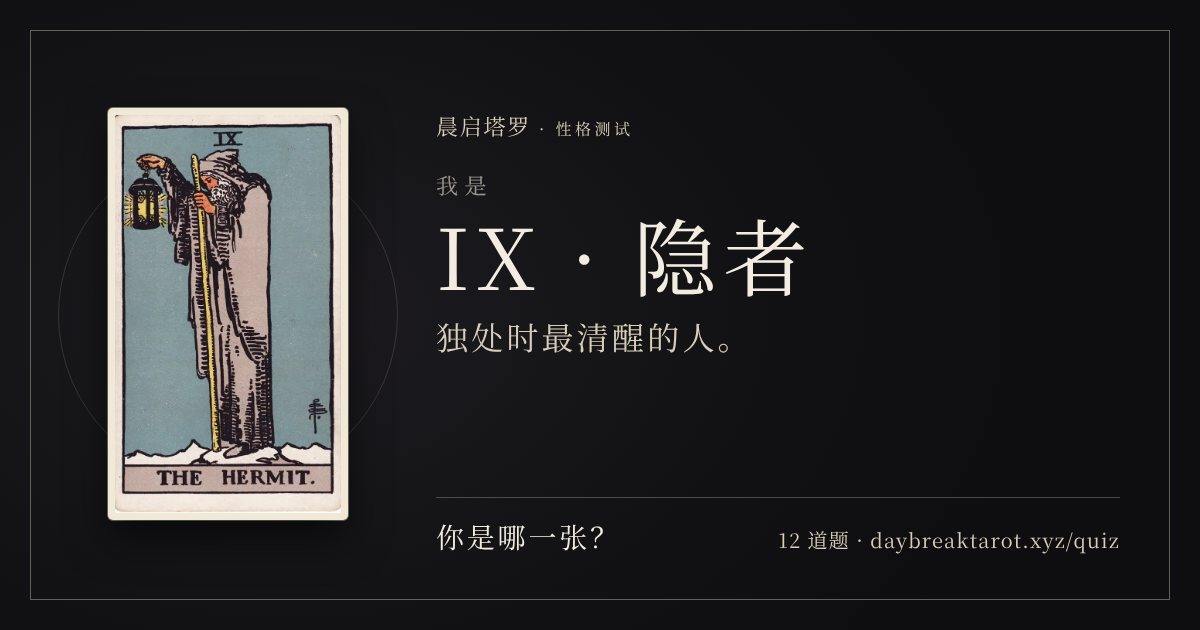 IX
THE HERMIT.
晨启塔罗 · 性格测试
我是
IX · 隐者
独处时最清醒的人。
你是哪一张?
12 道题 · daybreaktarot.xyz/quiz